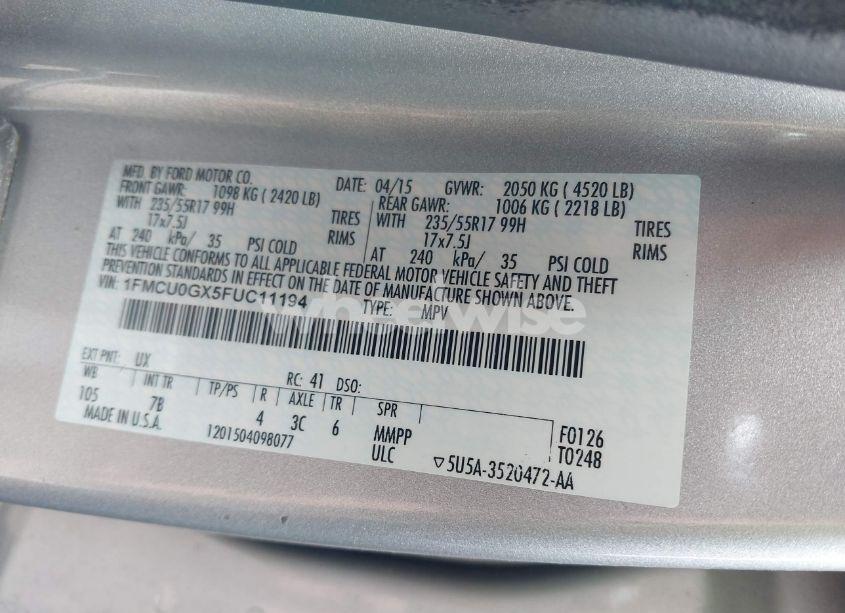 MFD. BY FORD MOTOR CO.
DATE: 04/15 GVWR: 2050 KG ( 4520 LB)
FRONT GAWR: 1098 KG ( 2420 LB)
WITH 235/55R17 99H TIRES
17x7.5J RIMS
AT 240 kPa/ 35 PSI COLD
REAR GAWR: 1006 KG ( 2218 LB)
WITH 235/55R17 99H TIRES
17x7.5J RIMS
AT 240 kPa/ 35 PSI COLD
THIS VEHICLE CONFORMS TO ALL APPLICABLE FEDERAL MOTOR VEHICLE SAFETY AND THEFT
PREVENTION STANDARDS IN EFFECT ON THE DATE OF MANUFACTURE SHOWN ABOVE.
VIN: 1FMCU0GX5FUC11194
TYPE: MPV
wheelwise
EXT PNT: UX RC: 41 DSO:
WB INT TR TP/PS R AXLE TR SPR
105 7B 4 3C 6 MMPP F0126
MADE IN U.S.A. 1201504098077 ULC T0248
▽5U5A-3520472-AA